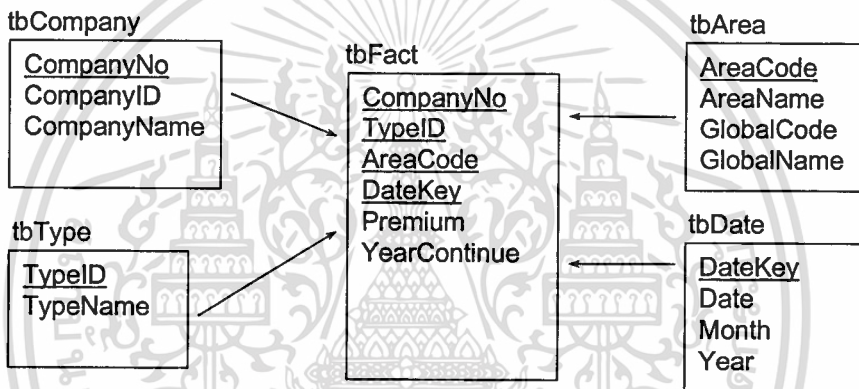 tbCompany
CompanyNo
CompanyID
CompanyName
tbFact
CompanyNo
TypeID
AreaCode
DateKey
Premium
YearContinue
tbArea
AreaCode
AreaName
GlobalCode
GlobalName
tbType
TypeID
TypeName
tbDate
DateKey
Date
Month
Year